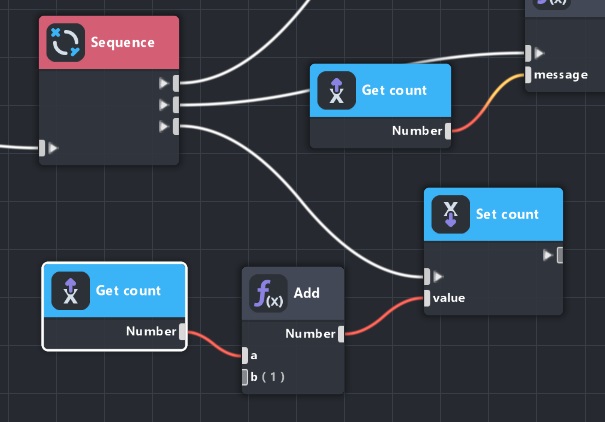 Sequence
Get count
Number
message
Set count
value
Get count
Number
f(x) Add
Number
a
b ( 1 )